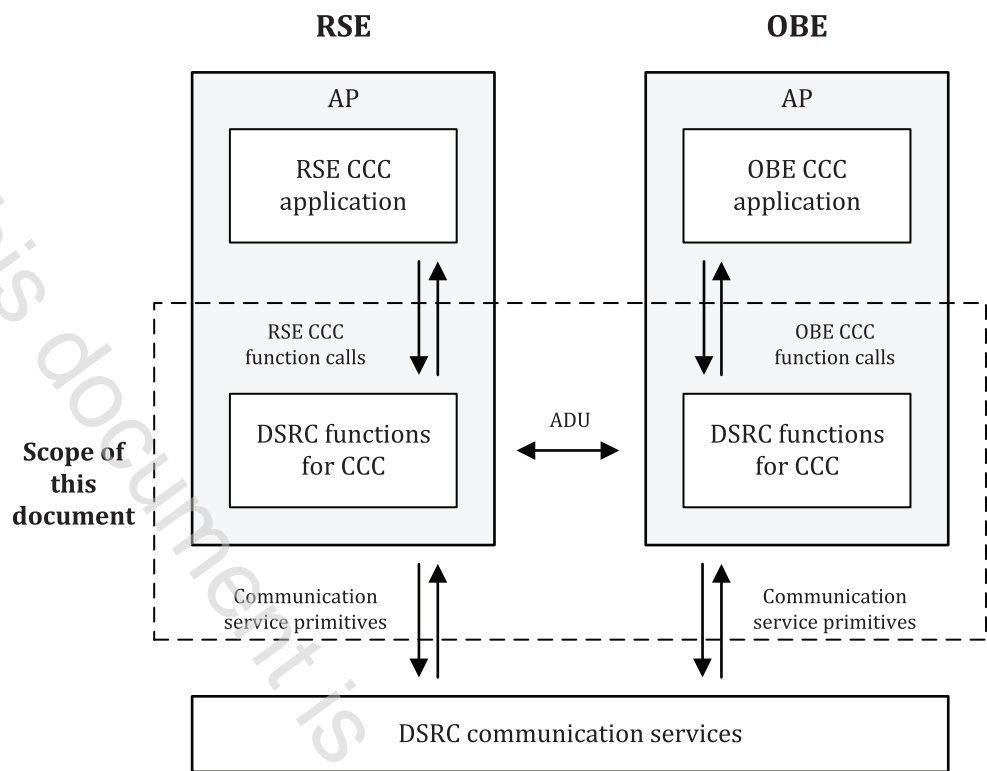 RSE
OBE
AP
AP
RSE CCC
application
OBE CCC
application
RSE CCC
function calls
OBE CCC
function calls
DSRC functions
for CCC
ADU
DSRC functions
for CCC
Scope of
this
document
Communication
service primitives
Communication
service primitives
DSRC communication services
document is